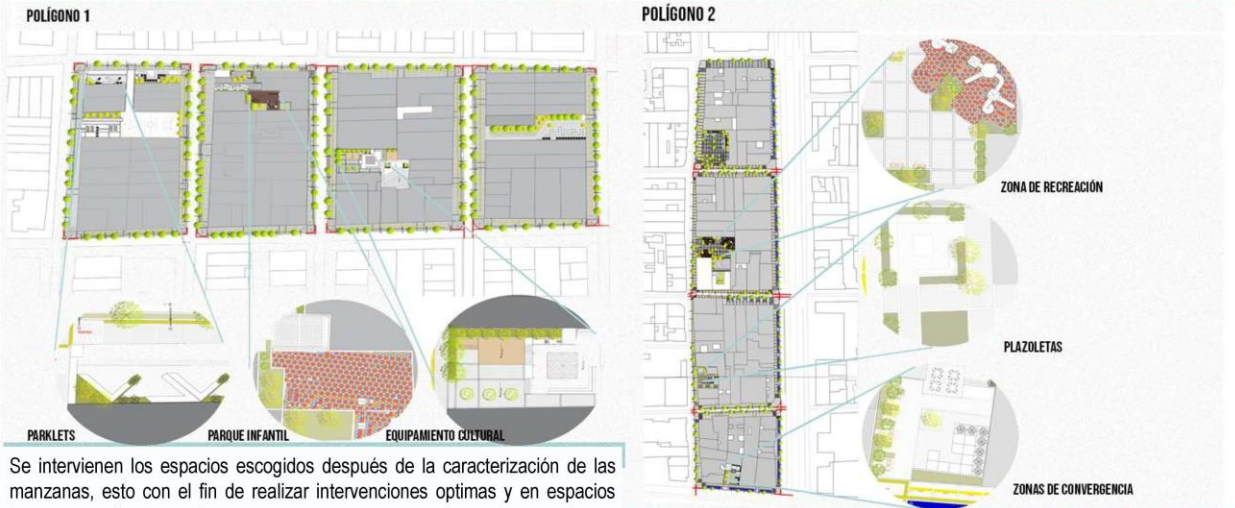 POLÍGONO 1
PARKLETS
PARQUE INFANTIL
EQUIPAMIENTO CULTURAL
Se intervienen los espacios escogidos después de la caracterización de las
manzanas, esto con el fin de realizar intervenciones optimas y en espacios
POLÍGONO 2
ZONA DE RECREACIÓN
PLAZOLETAS
ZONAS DE CONVERGENCIA